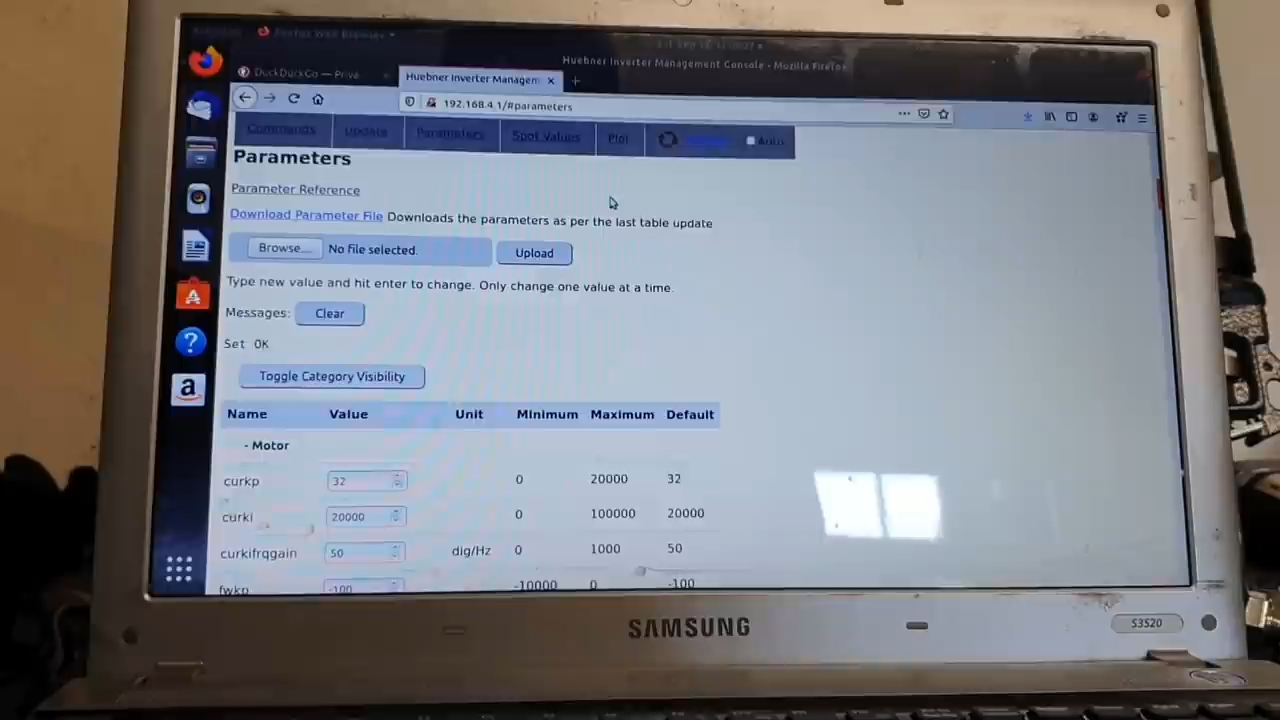 Firefox Web Browser
Huebner Inverter Management Console - Mozilla Firefox
DuckDuckGo — Priva
Huebner Inverter Managem
192.168.4.1/#parameters
Commands Update Parameters Spot Values Plot Auto
Parameters
Parameter Reference
Download Parameter File Downloads the parameters as per the last table update
Browse... No file selected. Upload
Type new value and hit enter to change. Only change one value at a time.
Messages: Clear
Set OK
Toggle Category Visibility
Name Value Unit Minimum Maximum Default
- Motor
curkp 32 0 20000 32
curki 20000 0 100000 20000
curkifrqgain 50 dig/Hz 0 1000 50
fwkp -100 -10000 0 -100
SAMSUNG
S3520